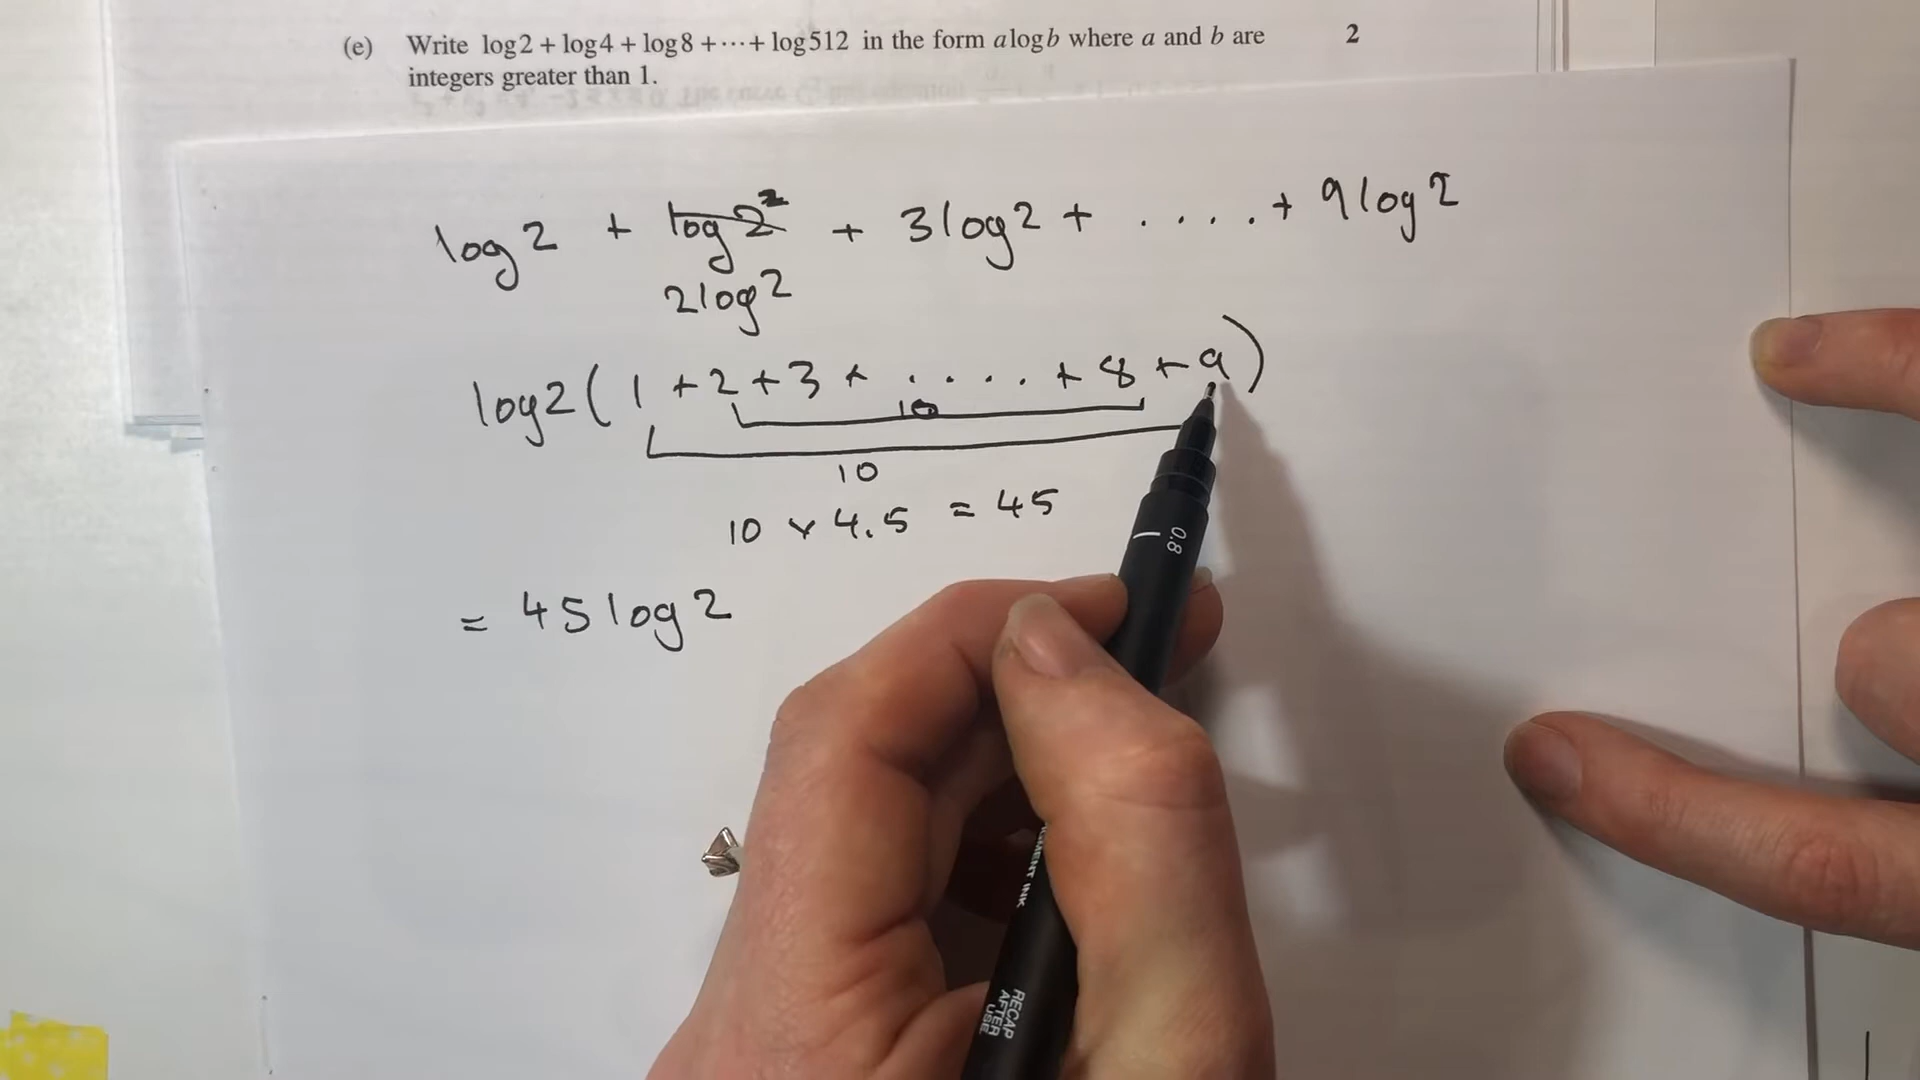 (e) Write log 2 + log 4 + log 8 + ⋯ + log 512 in the form a log b where a and b are 2
integers greater than 1.
log 2 + log 2² + 3 log 2 + ..... + 9 log 2
2 log 2
log 2 ( 1 + 2 + 3 + ..... + 8 + 9 )
10
10
10 × 4.5 = 45
= 45 log 2
0.8
RECAP
AFTER
USE